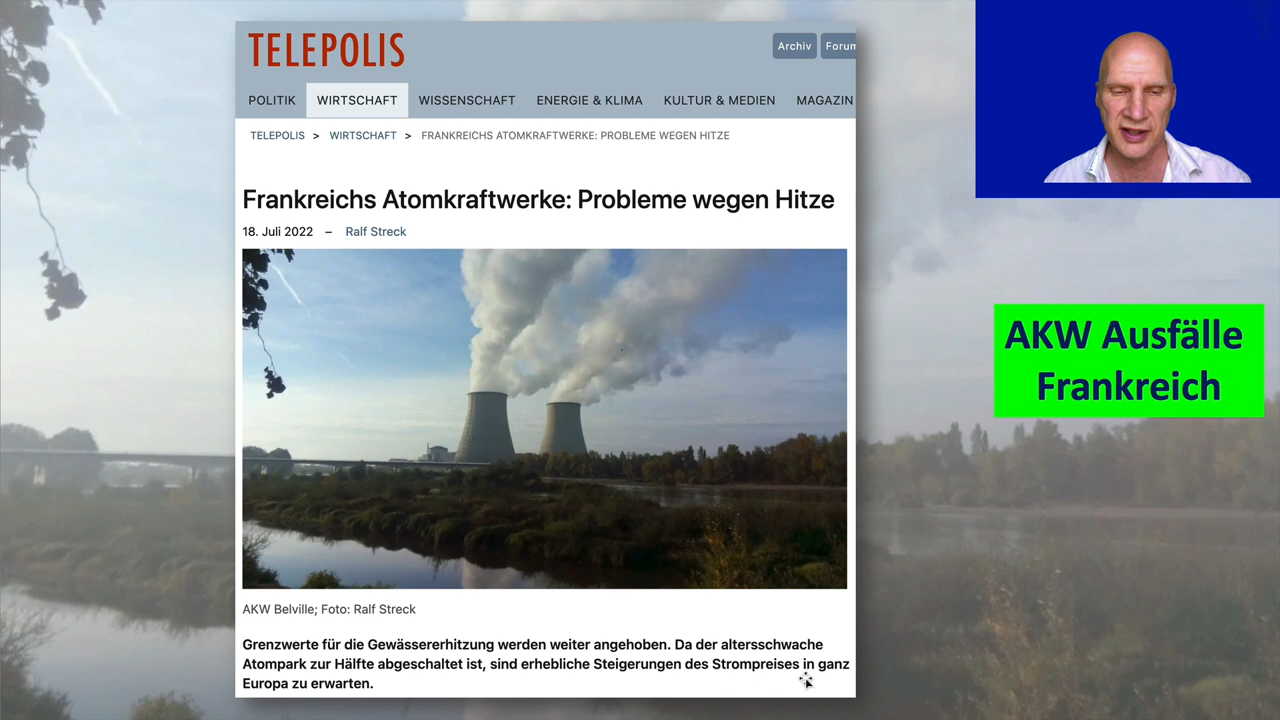 TELEPOLIS
Archiv
POLITIK WIRTSCHAFT WISSENSCHAFT ENERGIE & KLIMA KULTUR & MEDIEN MAGAZIN
TELEPOLIS > WIRTSCHAFT > FRANKREICHS ATOMKRAFTWERKE: PROBLEME WEGEN HITZE
Frankreichs Atomkraftwerke: Probleme wegen Hitze
18. Juli 2022 – Ralf Streck
AKW Belville; Foto: Ralf Streck
Grenzwerte für die Gewässererhitzung werden weiter angehoben. Da der altersschwache
Atompark zur Hälfte abgeschaltet ist, sind erhebliche Steigerungen des Strompreises in ganz
Europa zu erwarten.
AKW Ausfälle
Frankreich